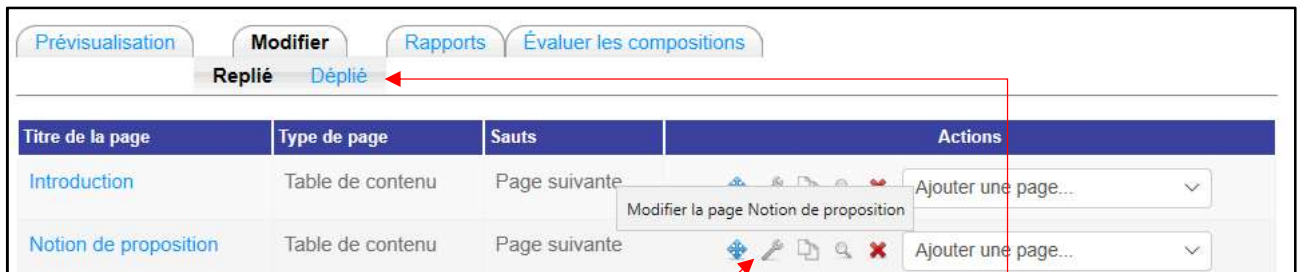 Prévisualisation Modifier Rapports Évaluer les compositions
Replié Déplié
Titre de la page Type de page Sauts Actions
Introduction Table de contenu Page suivante Ajouter une page...
Modifier la page Notion de proposition
Notion de proposition Table de contenu Page suivante Ajouter une page...